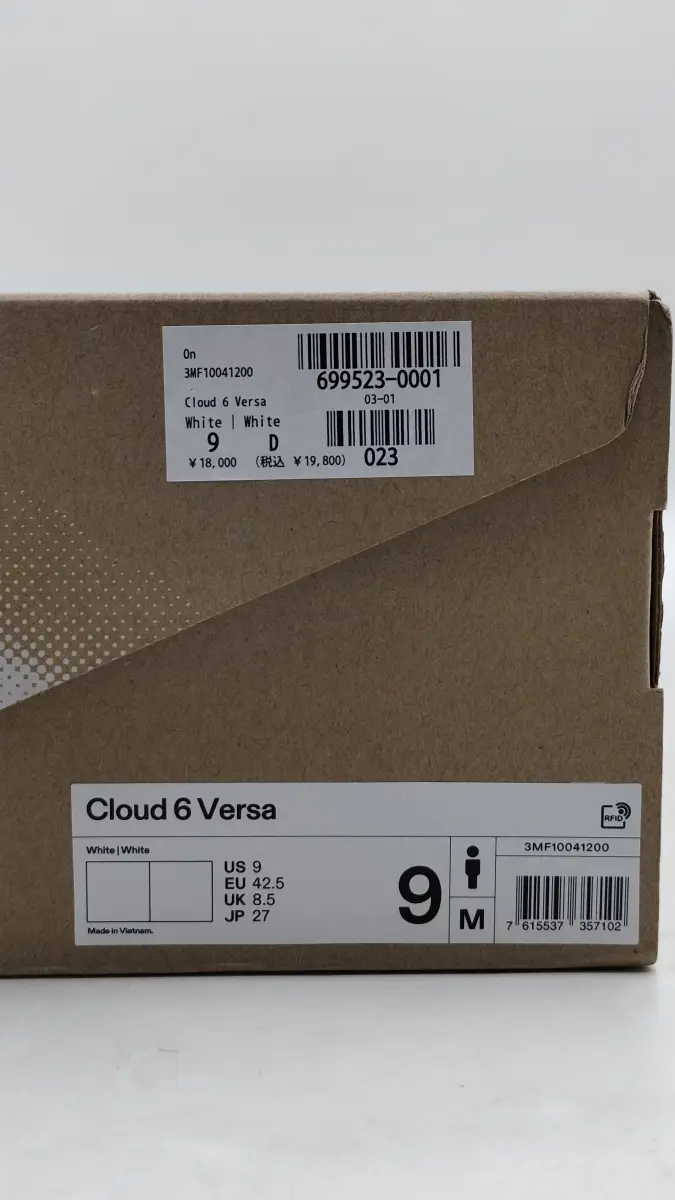 On
3MF10041200
699523-0001
03-01
Cloud 6 Versa
White | White
9 D
023
¥18,000 (税込 ¥19,800)
Cloud 6 Versa
RFID
White | White
US 9
EU 42.5
UK 8.5
JP 27
Made in Vietnam.
9
M
3MF10041200
7 615537 357102